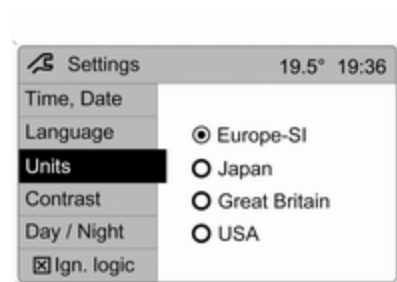 Settings 19.5° 19:36
Time, Date
Language
Units
Contrast
Day / Night
Ign. logic
Europe-SI
Japan
Great Britain
USA